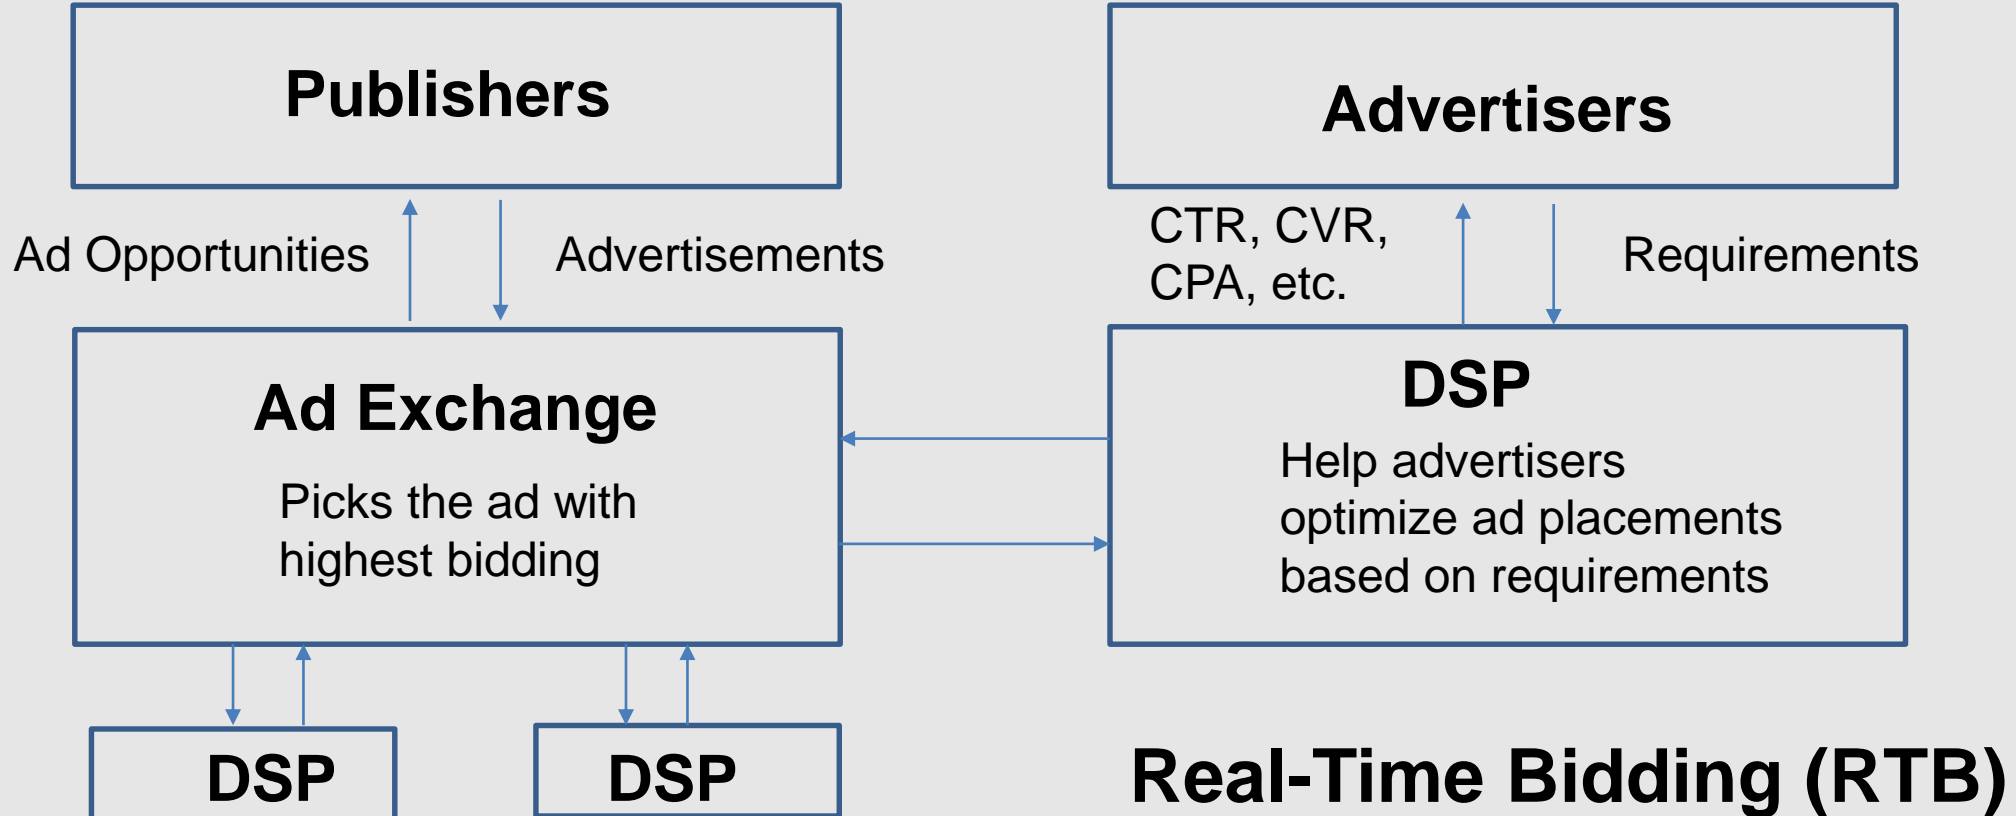 Publishers
Advertisers
Ad Opportunities
Advertisements
CTR, CVR,
CPA, etc.
Requirements
Ad Exchange
Picks the ad with
highest bidding
DSP
Help advertisers
optimize ad placements
based on requirements
DSP
DSP
Real-Time Bidding (RTB)